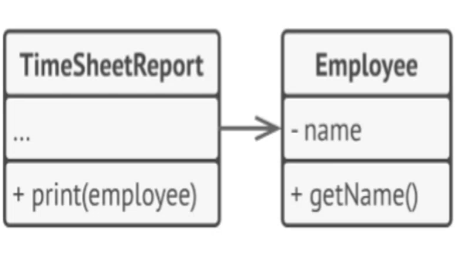 TimeSheetReport
...
+ print(employee)
Employee
- name
+ getName()